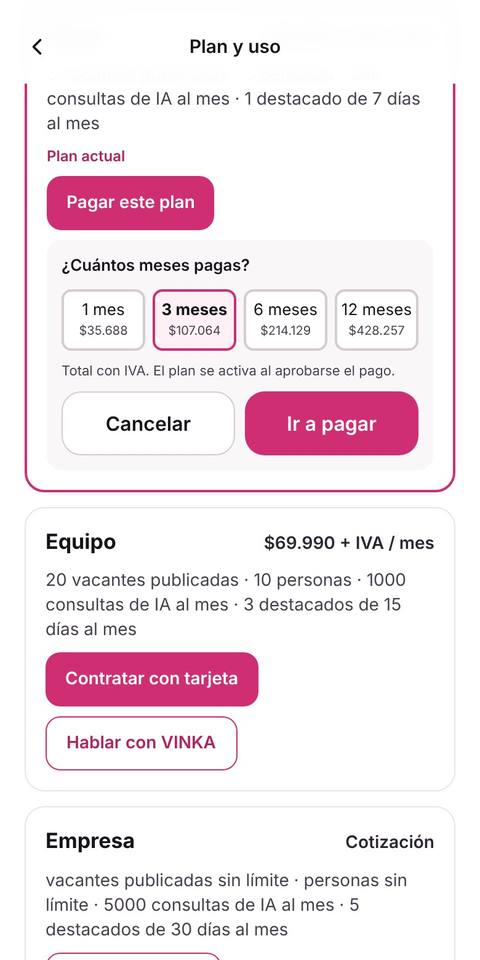 Plan y uso
consultas de IA al mes · 1 destacado de 7 días
al mes
Plan actual
Pagar este plan
¿Cuántos meses pagas?
1 mes
$35.688
3 meses
$107.064
6 meses
$214.129
12 meses
$428.257
Total con IVA. El plan se activa al aprobarse el pago.
Cancelar
Ir a pagar
Equipo
$69.990 + IVA / mes
20 vacantes publicadas · 10 personas · 1000
consultas de IA al mes · 3 destacados de 15
días al mes
Contratar con tarjeta
Hablar con VINKA
Empresa
Cotización
vacantes publicadas sin límite · personas sin
límite · 5000 consultas de IA al mes · 5
destacados de 30 días al mes